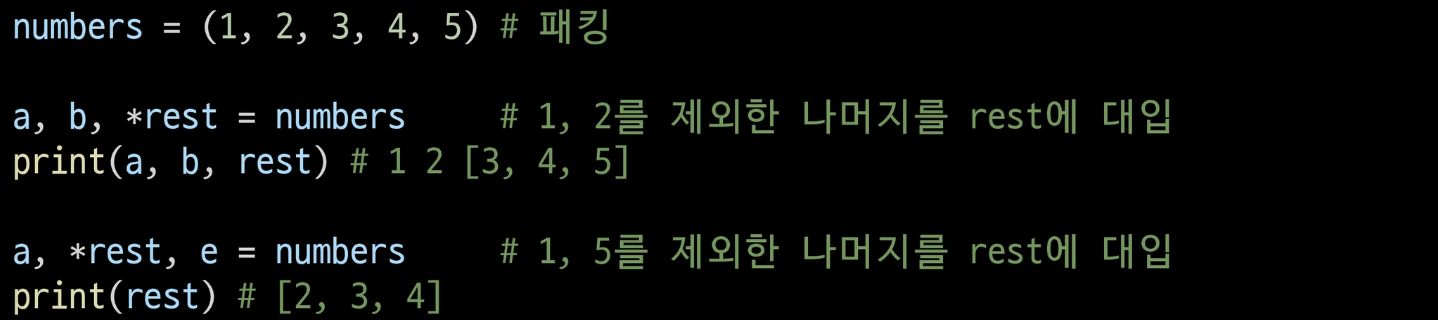 numbers = (1, 2, 3, 4, 5) # 패킹
a, b, *rest = numbers    # 1, 2를 제외한 나머지를 rest에 대입
print(a, b, rest) # 1 2 [3, 4, 5]
a, *rest, e = numbers    # 1, 5를 제외한 나머지를 rest에 대입
print(rest) # [2, 3, 4]